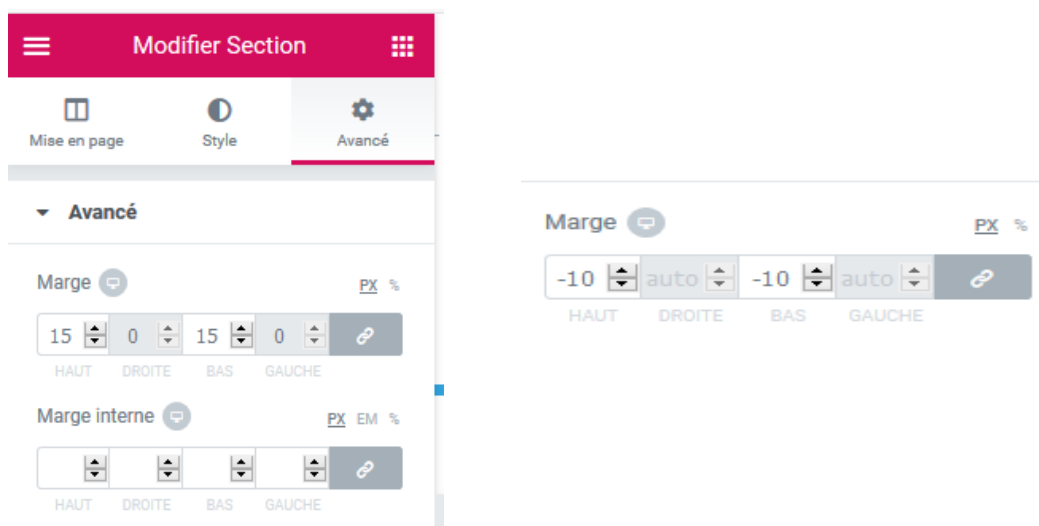 Modifier Section
Mise en page Style Avancé
Avancé
Marge PX %
15 0 15 0
HAUT DROITE BAS GAUCHE
Marge interne PX EM %
HAUT DROITE BAS GAUCHE
Marge PX %
-10 auto -10 auto
HAUT DROITE BAS GAUCHE